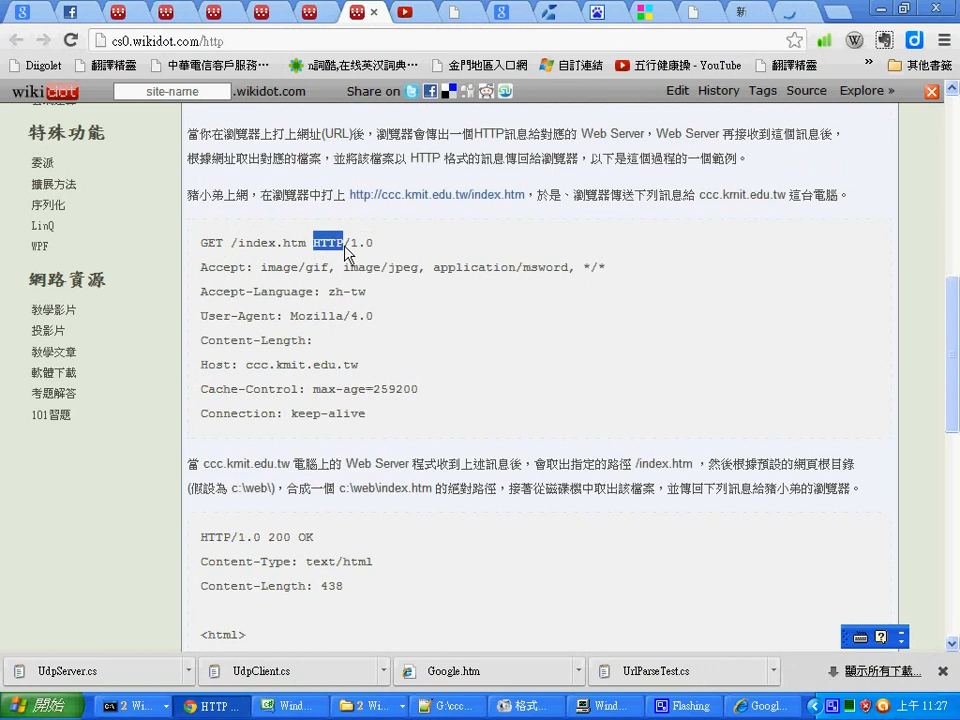 新
cs0.wikidot.com/http
Diigolet 翻譯精靈 中華電信客戶服務… n詞酷,在线英汉词典… 金門地區入口網 自訂連結 五行健康操 - YouTube 翻譯精靈 » 其他書籤
wikidot site-name .wikidot.com Share on Edit History Tags Source Explore »
特殊功能
委派
擴展方法
序列化
LinQ
WPF
網路資源
教學影片
投影片
教學文章
軟體下載
考題解答
101習題
當你在瀏覽器上打上網址(URL)後，瀏覽器會傳出一個HTTP訊息給對應的 Web Server，Web Server 再接收到這個訊息後，
根據網址取出對應的檔案，並將該檔案以 HTTP 格式的訊息傳回給瀏覽器，以下是這個過程的一個範例。
豬小弟上網，在瀏覽器中打上 http://ccc.kmit.edu.tw/index.htm，於是、瀏覽器傳送下列訊息給 ccc.kmit.edu.tw 這台電腦。
GET /index.htm HTTP/1.0
Accept: image/gif, image/jpeg, application/msword, */*
Accept-Language: zh-tw
User-Agent: Mozilla/4.0
Content-Length:
Host: ccc.kmit.edu.tw
Cache-Control: max-age=259200
Connection: keep-alive
當 ccc.kmit.edu.tw 電腦上的 Web Server 程式收到上述訊息後，會取出指定的路徑 /index.htm ，然後根據預設的網頁根目錄
(假設為 c:\web\)，合成一個 c:\web\index.htm 的絕對路徑，接著從磁碟機中取出該檔案，並傳回下列訊息給豬小弟的瀏覽器。
HTTP/1.0 200 OK
Content-Type: text/html
Content-Length: 438
<html>
UdpServer.cs UdpClient.cs Google.htm UrlParseTest.cs 顯示所有下載...
開始 2 Wi... HTTP ... Wind... 2 Wi... G:\ccc... 格式... Wind... Flashing Googl... 上午 11:27